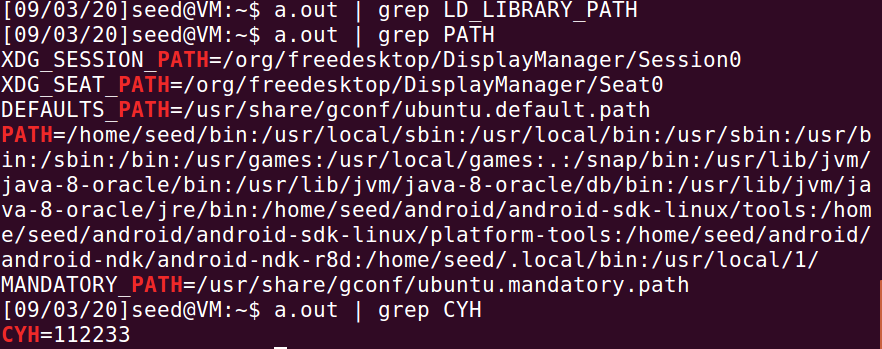 [09/03/20]seed@VM:~$ a.out | grep LD_LIBRARY_PATH
[09/03/20]seed@VM:~$ a.out | grep PATH
XDG_SESSION_PATH=/org/freedesktop/DisplayManager/Session0
XDG_SEAT_PATH=/org/freedesktop/DisplayManager/Seat0
DEFAULTS_PATH=/usr/share/gconf/ubuntu.default.path
PATH=/home/seed/bin:/usr/local/sbin:/usr/local/bin:/usr/sbin:/usr/b
in:/sbin:/bin:/usr/games:/usr/local/games:.:/snap/bin:/usr/lib/jvm/
java-8-oracle/bin:/usr/lib/jvm/java-8-oracle/db/bin:/usr/lib/jvm/ja
va-8-oracle/jre/bin:/home/seed/android/android-sdk-linux/tools:/hom
e/seed/android/android-sdk-linux/platform-tools:/home/seed/android/
android-ndk/android-ndk-r8d:/home/seed/.local/bin:/usr/local/1/
MANDATORY_PATH=/usr/share/gconf/ubuntu.mandatory.path
[09/03/20]seed@VM:~$ a.out | grep CYH
CYH=112233